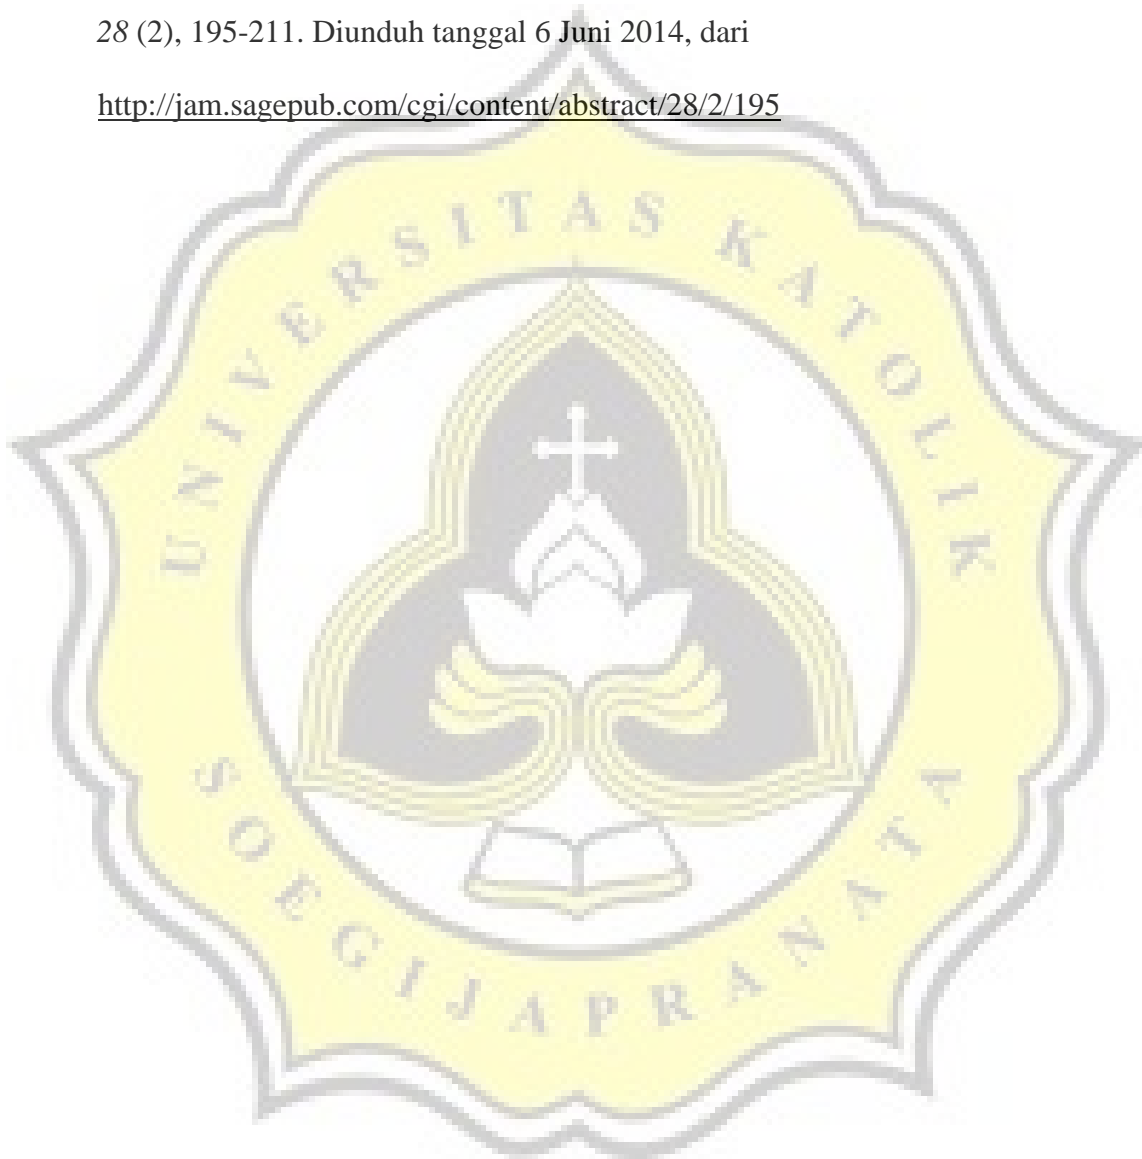 28 (2), 195-211. Diunduh tanggal 6 Juni 2014, dari
http://jam.sagepub.com/cgi/content/abstract/28/2/195
UNIVERSITAS KATOLIK
SOEGIJAPRANATA